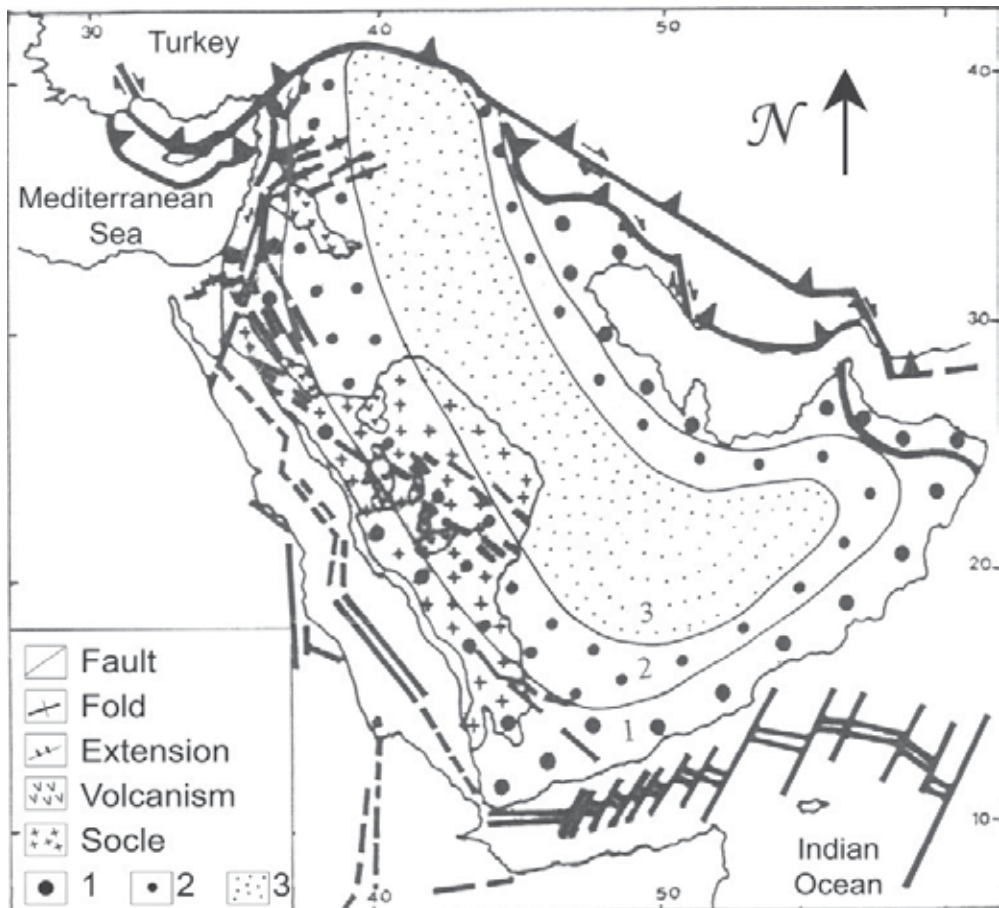 30
40
50
Turkey
40
N
Mediterranean
Sea
30
20
3
2
1
Fault
Fold
Extension
Volcanism
Socle
1
2
3
10
Indian
Ocean
40
50